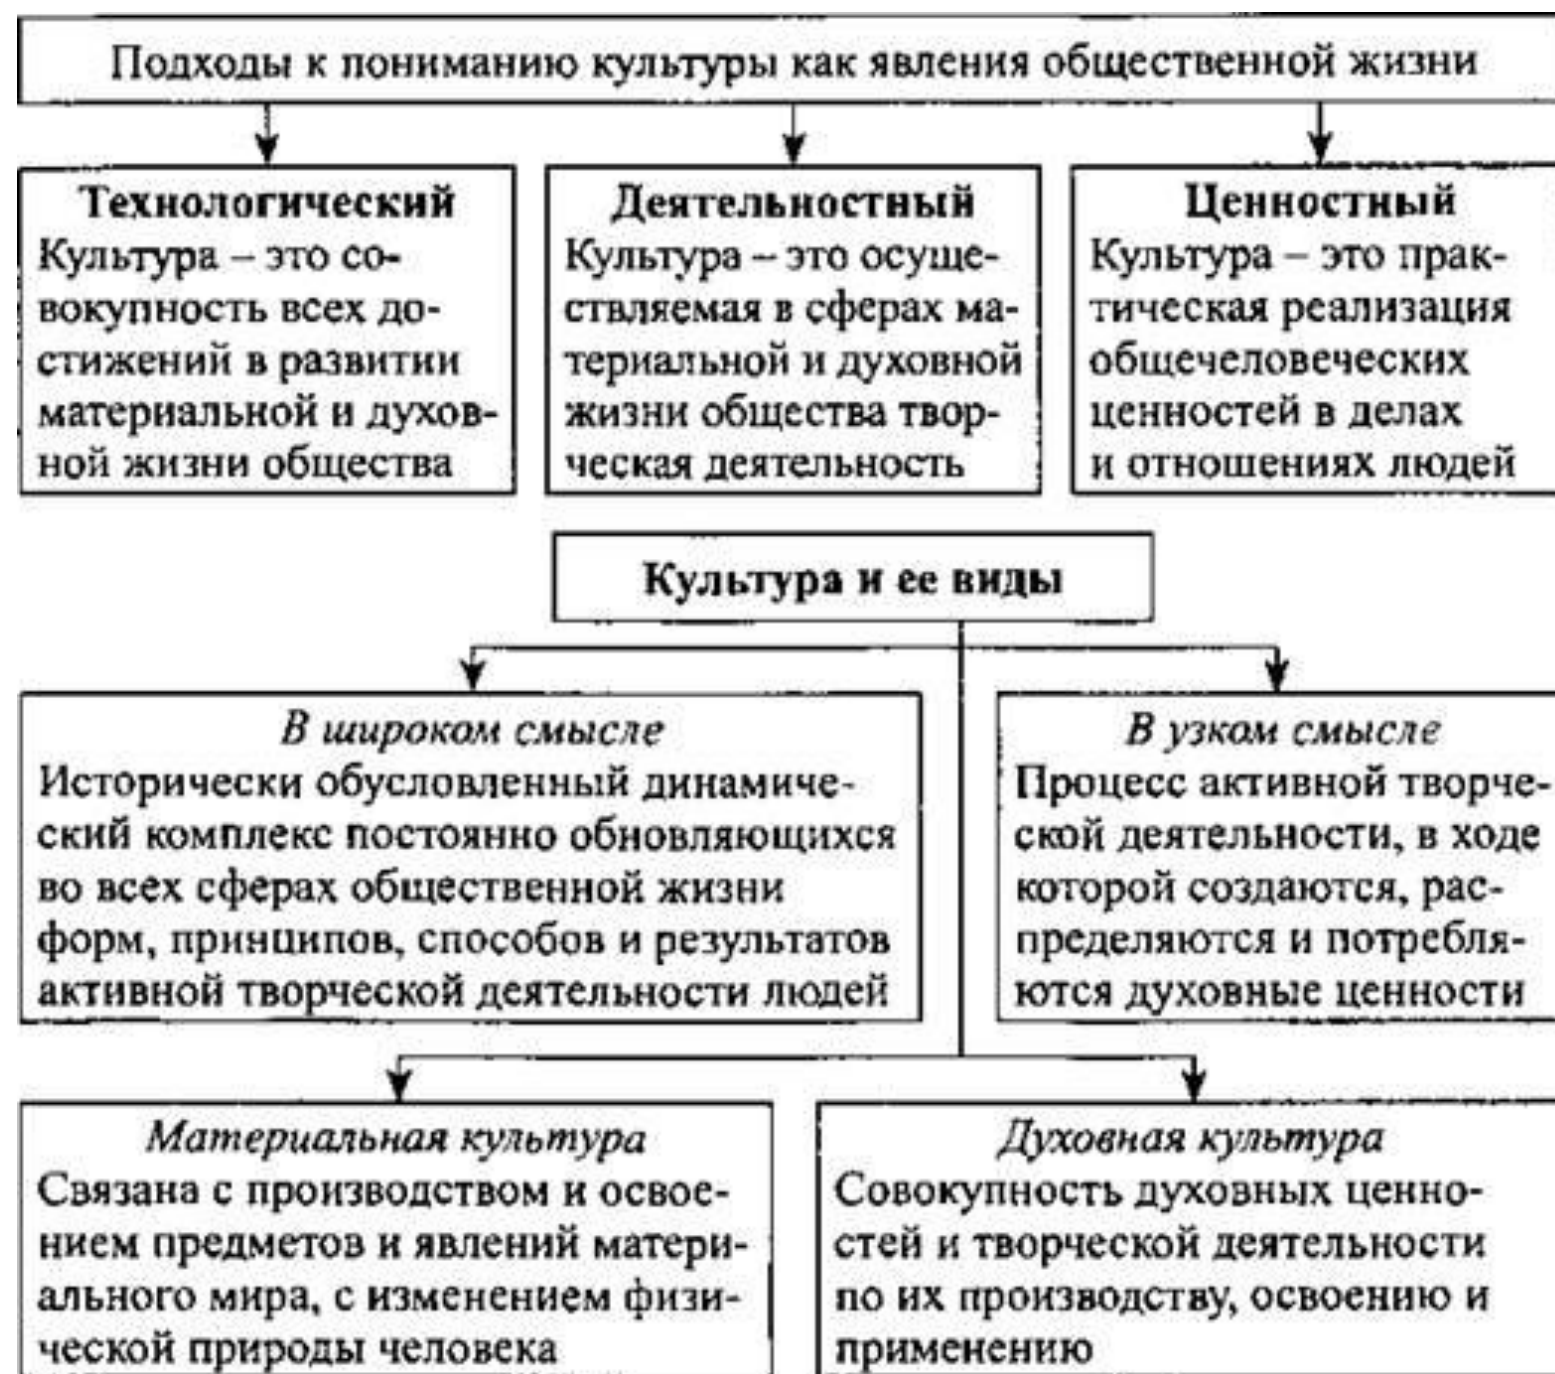 Подходы к пониманию культуры как явления общественной жизни
Технологический
Культура – это со-
вокупность всех до-
стижений в развитии
материальной и духов-
ной жизни общества
Деятельностный
Культура – это осуще-
ствляемая в сферах ма-
териальной и духовной
жизни общества твор-
ческая деятельность
Ценностный
Культура – это прак-
тическая реализация
общечеловеческих
ценностей в делах
и отношениях людей
Культура и ее виды
В широком смысле
Исторически обусловленный динамиче-
ский комплекс постоянно обновляющихся
во всех сферах общественной жизни
форм, принципов, способов и результатов
активной творческой деятельности людей
В узком смысле
Процесс активной творче-
ской деятельности, в ходе
которой создаются, рас-
пределяются и потребля-
ются духовные ценности
Материальная культура
Связана с производством и освое-
нием предметов и явлений матери-
ального мира, с изменением физи-
ческой природы человека
Духовная культура
Совокупность духовных ценно-
стей и творческой деятельности
по их производству, освоению и
применению